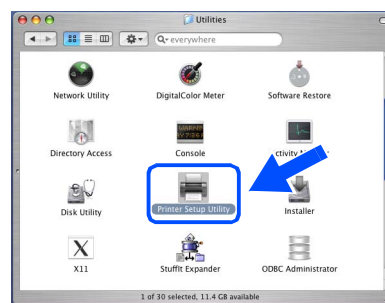 Utilities
everywhere
Network Utility
DigitalColor Meter
Software Restore
Directory Access
Console
ctivity
Disk Utility
Printer Setup Utility
Installer
X11
StuffIt Expander
ODBC Administrator
1 of 30 selected, 11.4 GB available